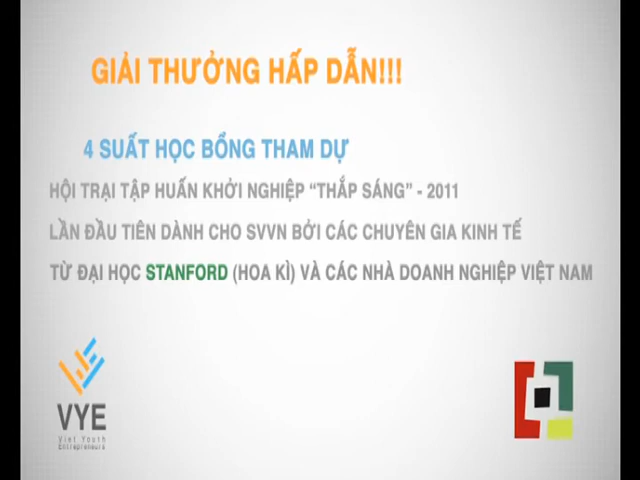 GIẢI THƯỞNG HẤP DẪN!!!
4 SUẤT HỌC BỔNG THAM DỰ
HỘI TRẠI TẬP HUẤN KHỞI NGHIỆP “THẮP SÁNG” - 2011
LẦN ĐẦU TIÊN DÀNH CHO SVVN BỞI CÁC CHUYÊN GIA KINH TẾ
TỪ ĐẠI HỌC STANFORD (HOA KÌ) VÀ CÁC NHÀ DOANH NGHIỆP VIỆT NAM
VYE
Viet Youth
Entrepreneurs